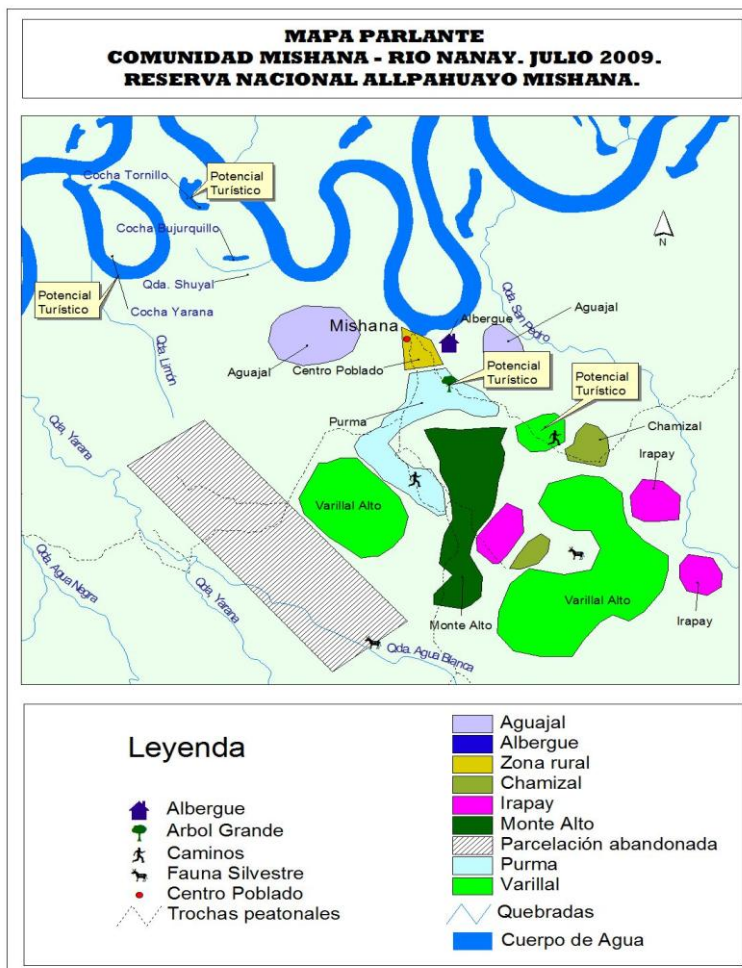 MAPA PARLANTE
COMUNIDAD MISHANA - RIO NANAY. JULIO 2009.
RESERVA NACIONAL ALLPAHUAYO MISHANA.
Cocha Tornillo
Potencial
Turístico
Cocha Bujurquillo
Qda. Shuyal
Potencial
Turístico
Cocha Yarana
Qda. Limón
N
Qda. San Pedro
Mishana
Albergue
Aguajal
Aguajal
Centro Poblado
Potencial
Turístico
Potencial
Turístico
Purma
Chamizal
Irapay
Qda, Yarana
Varillal Alto
Qda. Agua Negra
Qda, Yarana
Varillal Alto
Monte Alto
Irapay
Qda. Agua Blanca
Leyenda
Albergue
Arbol Grande
Caminos
Fauna Silvestre
Centro Poblado
Trochas peatonales
Aguajal
Albergue
Zona rural
Chamizal
Irapay
Monte Alto
Parcelación abandonada
Purma
Varillal
Quebradas
Cuerpo de Agua